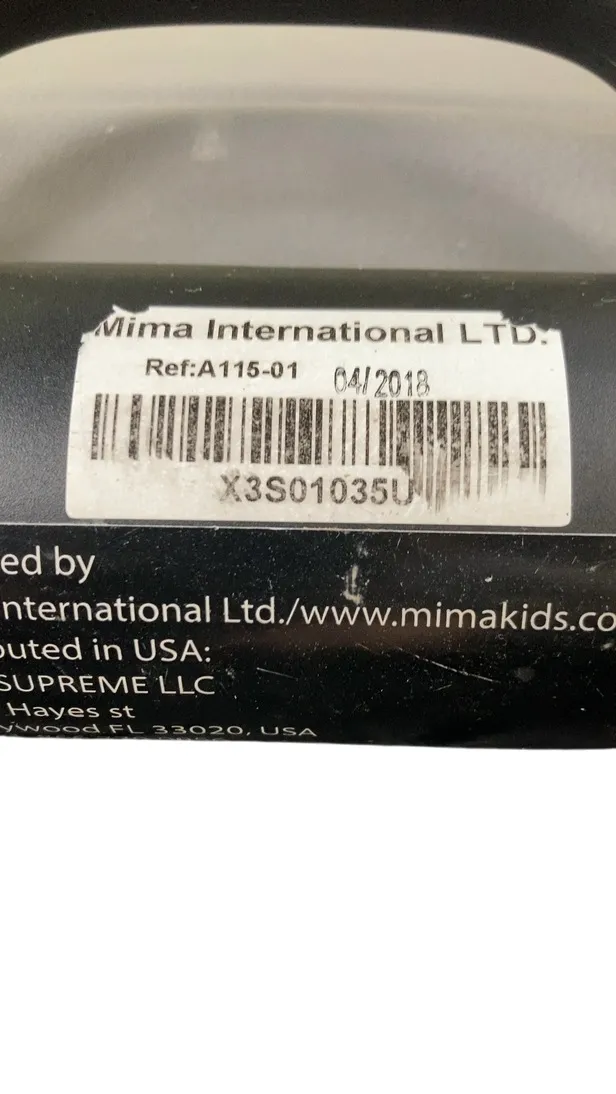 Mima International LTD.
Ref:A115-01 04/2018
X3S01035U
ed by
nternational Ltd./www.mimakids.co
buted in USA:
SUPREME LLC
Hayes st
ywood FL 33020, USA